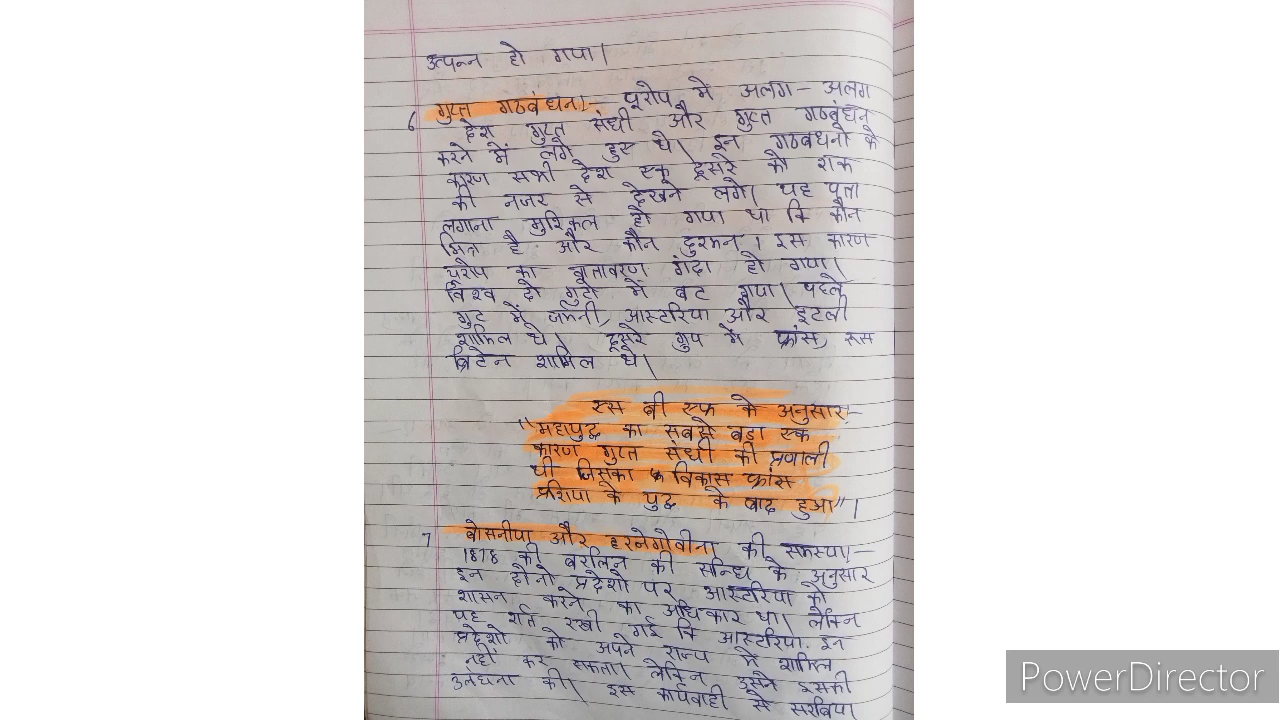 उत्पन्न हो गया।
6 गुप्त गठबंधन:- यूरोप में अलग-अलग
देश गुप्त संधी और गुप्त गठबंधन
करने में लगे हुए थे। इन गठबंधनो के
कारण सभी देश एक दूसरे को शक
की नजर से देखने लगे। यह पता
लगाना मुश्किल हो गया था कि कौन
मित्र है और कौन दुश्मन। इस कारण
यूरोप का वातावरण गंदा हो गया।
विश्व दो गुटो में बट गया। पहले
गुट में जर्मनी, आस्टरिया और इटली
शामिल थे। दूसरे ग्रुप में फ्रांस, रूस
ब्रिटेन शामिल थे।
एस बी एफ के अनुसार:-
"महायुद्ध का सबसे बड़ा एक
कारण गुप्त संधी की प्रणाली
थी जिसका विकास फ्रांस
प्रशिया के युद्ध के बाद हुआ"।
7 बोसनीया और हरजेगोवीना की समस्या:-
1878 की बरलिन की सन्धि के अनुसार
इन दोनो प्रदेशो पर आस्टरिया को
शासन करने का अधिकार था। लेकिन
यह शर्त रखी गई कि आस्टरिया इन
प्रदेशो को अपने राज्य में शामिल
नहीं कर सकता। लेकिन उसने इसकी
उलंघना की। इस कार्यवाही से सरबिया
PowerDirector